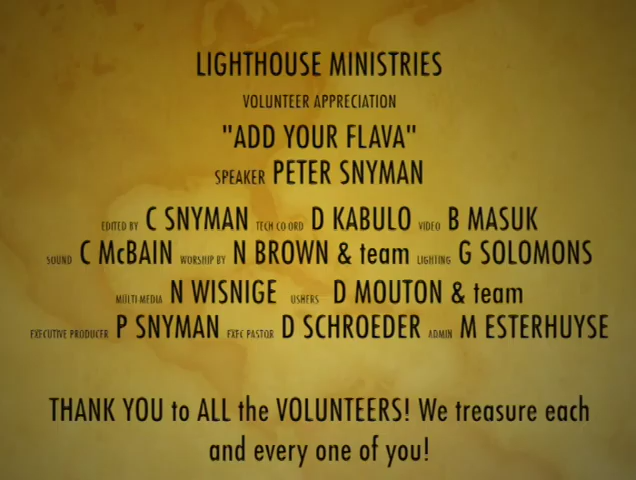 LIGHTHOUSE MINISTRIES
VOLUNTEER APPRECIATION
"ADD YOUR FLAVA"
SPEAKER PETER SNYMAN
EDITED BY C SNYMAN TECH CO ORD D KABULO VIDEO B MASUK
SOUND C McBAIN WORSHIP BY N BROWN & team LIGHTING G SOLOMONS
MULTI-MEDIA N WISNIGE USHERS D MOUTON & team
EXECUTIVE PRODUCER P SNYMAN EXEC PASTOR D SCHROEDER ADMIN M ESTERHUYSE
THANK YOU to ALL the VOLUNTEERS! We treasure each
and every one of you!